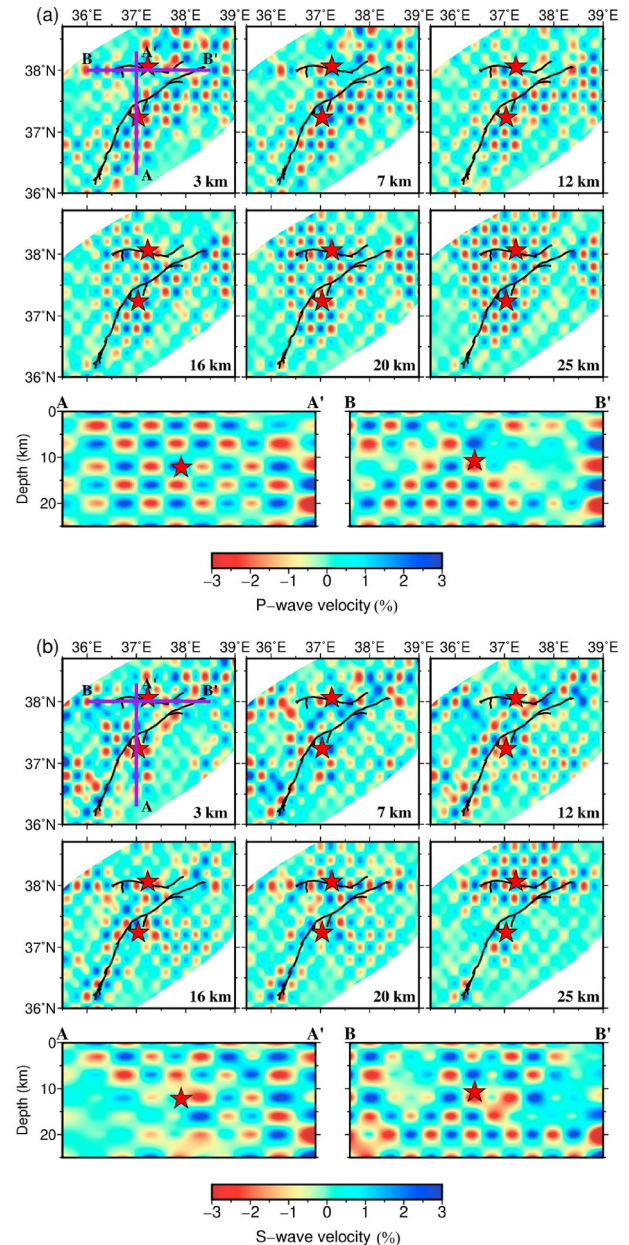 (a)
36°E 37°E 38°E 39°E 36°E 37°E 38°E 39°E 36°E 37°E 38°E 39°E
B A' B'
38°N
37°N
A
36°N
3 km 7 km 12 km
38°N
37°N
36°N
16 km 20 km 25 km
A A' B B'
0
10
20
Depth (km)
−3 −2 −1 0 1 2 3
P−wave velocity (%)
(b)
36°E 37°E 38°E 39°E 36°E 37°E 38°E 39°E 36°E 37°E 38°E 39°E
B A' B'
38°N
37°N
A
36°N
3 km 7 km 12 km
38°N
37°N
36°N
16 km 20 km 25 km
A A' B B'
0
10
20
Depth (km)
−3 −2 −1 0 1 2 3
S−wave velocity (%)